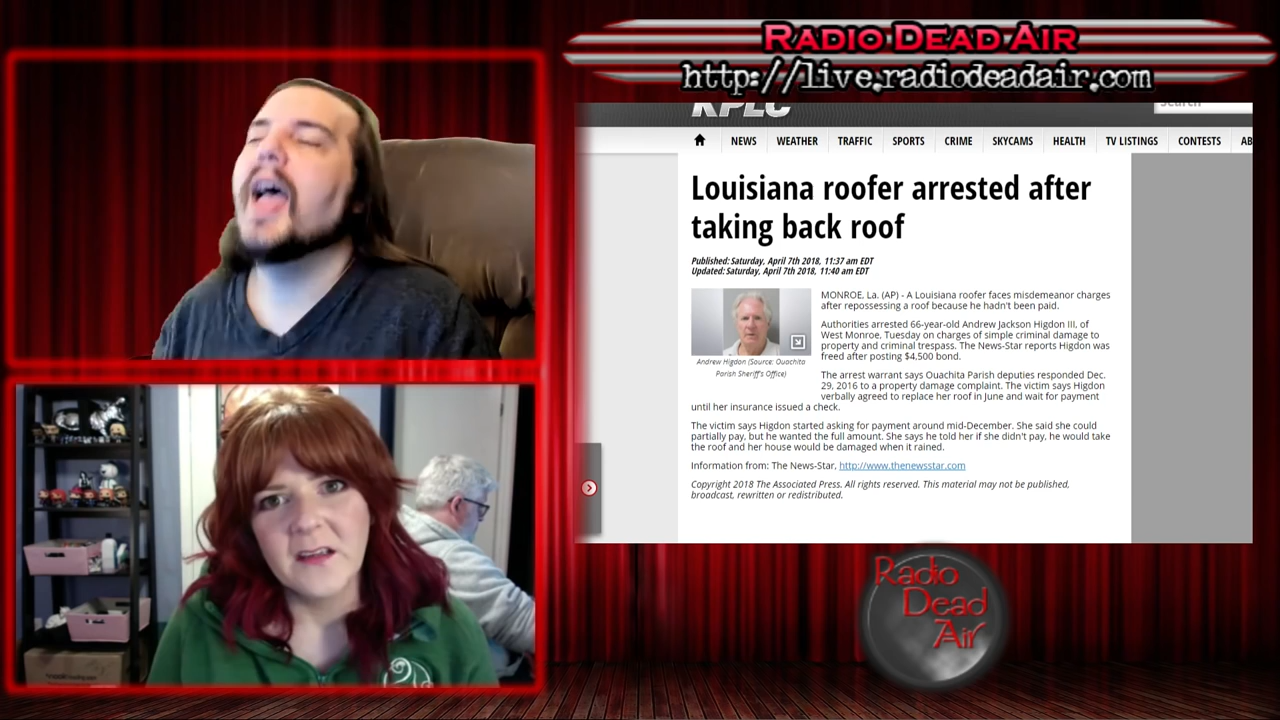 Radio Dead Air
http://live.radiodeadair.com
KPLC
Search
NEWS WEATHER TRAFFIC SPORTS CRIME SKYCAMS HEALTH TV LISTINGS CONTESTS AB
Louisiana roofer arrested after
taking back roof
Published: Saturday, April 7th 2018, 11:37 am EDT
Updated: Saturday, April 7th 2018, 11:40 am EDT
MONROE, La. (AP) - A Louisiana roofer faces misdemeanor charges
after repossessing a roof because he hadn't been paid.
Authorities arrested 66-year-old Andrew Jackson Higdon III, of
West Monroe, Tuesday on charges of simple criminal damage to
property and criminal trespass. The News-Star reports Higdon was
freed after posting $4,500 bond.
Andrew Higdon (Source: Ouachita
Parish Sheriff's Office)
The arrest warrant says Ouachita Parish deputies responded Dec.
29, 2016 to a property damage complaint. The victim says Higdon
verbally agreed to replace her roof in June and wait for payment
until her insurance issued a check.
The victim says Higdon started asking for payment around mid-December. She said she could
partially pay, but he wanted the full amount. She says he told her if she didn't pay, he would take
the roof and her house would be damaged when it rained.
Information from: The News-Star, http://www.thenewsstar.com
Copyright 2018 The Associated Press. All rights reserved. This material may not be published,
broadcast, rewritten or redistributed.
Radio
Dead
Air